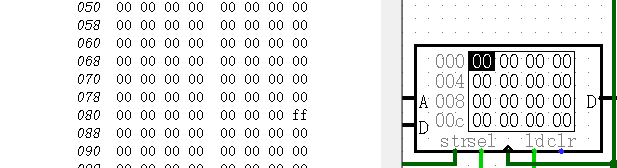 050 00 00 00 00 00 00 00 00
058 00 00 00 00 00 00 00 00
060 00 00 00 00 00 00 00 00
068 00 00 00 00 00 00 00 00
070 00 00 00 00 00 00 00 00
078 00 00 00 00 00 00 00 00
080 00 00 00 00 00 00 00 ff
088 00 00 00 00 00 00 00 00
090 00 00 00 00 00 00 00 00
000 00 00 00 00
004 00 00 00 00
A 008 00 00 00 00 D
D 00c 00 00 00 00
str sel ld clr